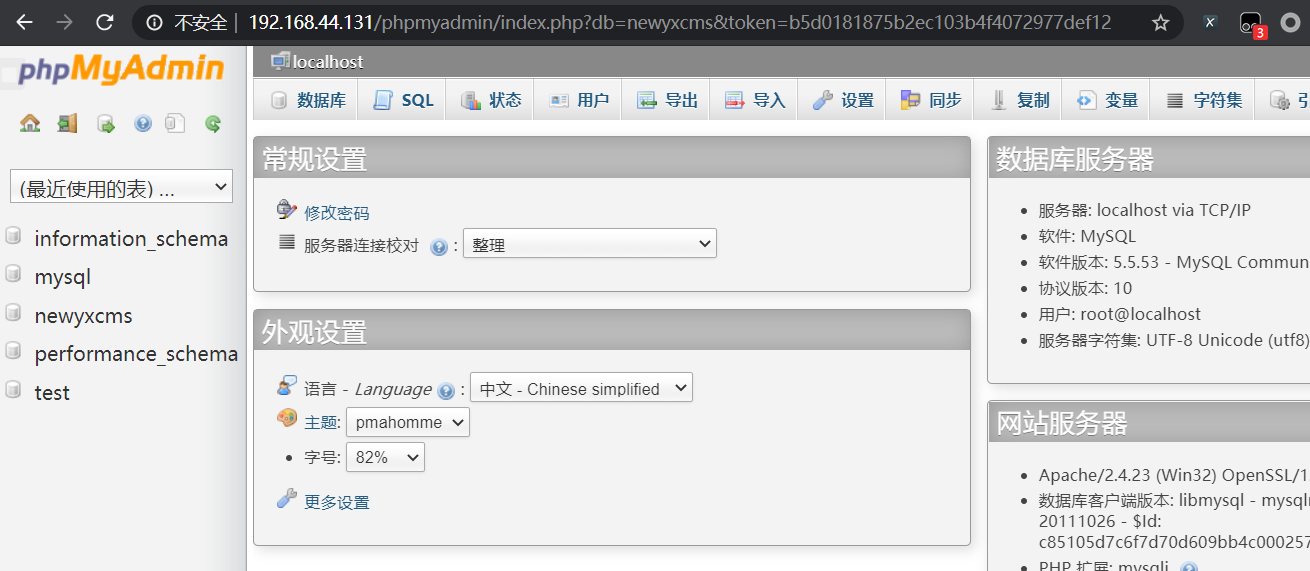 不安全 | 192.168.44.131/phpmyadmin/index.php?db=newyxcms&token=b5d0181875b2ec103b4f4072977def12
3
phpMyAdmin
localhost
数据库 SQL 状态 用户 导出 导入 设置 同步 复制 变量 字符集 引
(最近使用的表) ...
information_schema
mysql
newyxcms
performance_schema
test
常规设置
修改密码
服务器连接校对 : 整理
外观设置
语言 - Language : 中文 - Chinese simplified
主题: pmahomme
字号: 82%
更多设置
数据库服务器
服务器: localhost via TCP/IP
软件: MySQL
软件版本: 5.5.53 - MySQL Commun
协议版本: 10
用户: root@localhost
服务器字符集: UTF-8 Unicode (utf8)
网站服务器
Apache/2.4.23 (Win32) OpenSSL/1
数据库客户端版本: libmysql - mysqln
20111026 - $Id:
c85105d7c6f7d70d609bb4c000257
PHP 扩展: mysqli